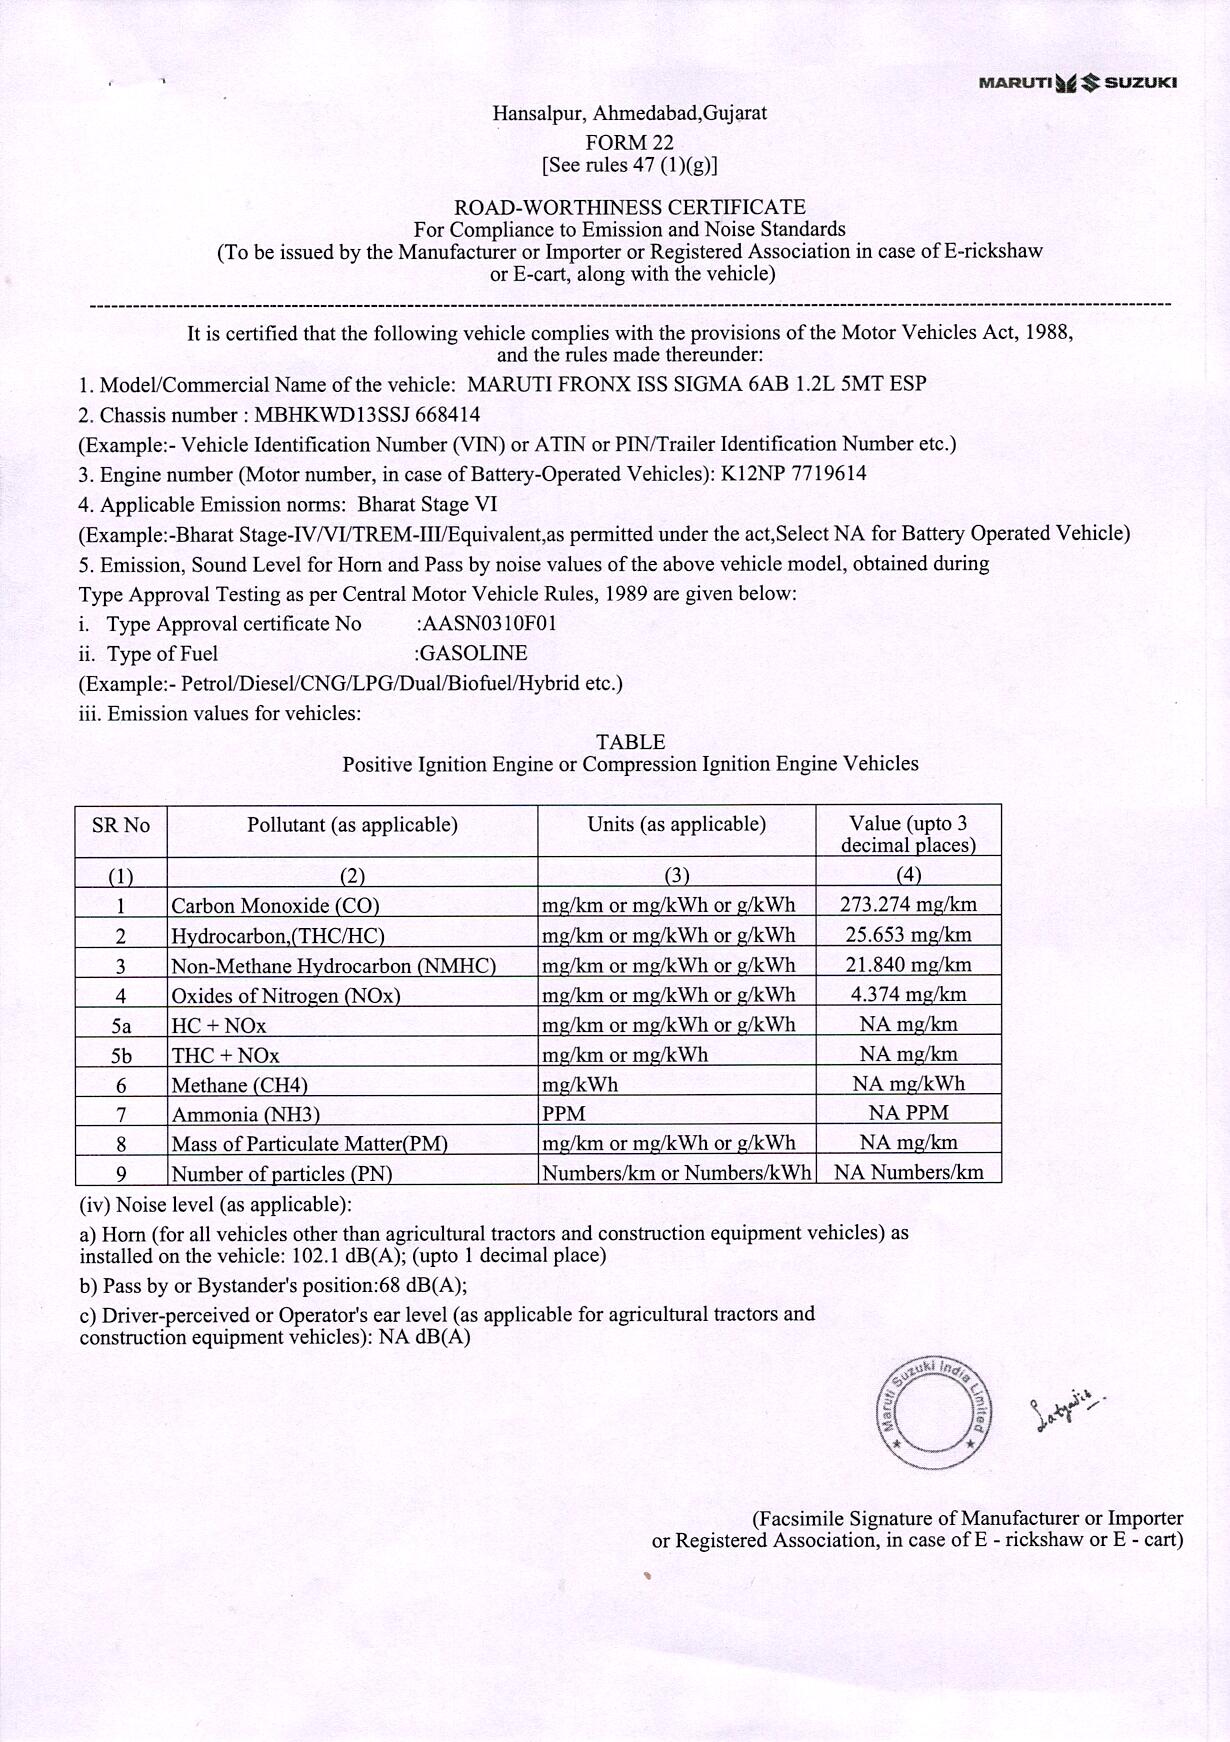 MARUTI SUZUKI
Hansalpur, Ahmedabad,Gujarat
FORM 22
[See rules 47 (1)(g)]
ROAD-WORTHINESS CERTIFICATE
For Compliance to Emission and Noise Standards
(To be issued by the Manufacturer or Importer or Registered Association in case of E-rickshaw
or E-cart, along with the vehicle)
It is certified that the following vehicle complies with the provisions of the Motor Vehicles Act, 1988,
and the rules made thereunder:
1. Model/Commercial Name of the vehicle: MARUTI FRONX ISS SIGMA 6AB 1.2L 5MT ESP
2. Chassis number : MBHKWD13SSJ 668414
(Example:- Vehicle Identification Number (VIN) or ATIN or PIN/Trailer Identification Number etc.)
3. Engine number (Motor number, in case of Battery-Operated Vehicles): K12NP 7719614
4. Applicable Emission norms: Bharat Stage VI
(Example:-Bharat Stage-IV/VI/TREM-III/Equivalent,as permitted under the act,Select NA for Battery Operated Vehicle)
5. Emission, Sound Level for Horn and Pass by noise values of the above vehicle model, obtained during
Type Approval Testing as per Central Motor Vehicle Rules, 1989 are given below:
i. Type Approval certificate No :AASN0310F01
ii. Type of Fuel :GASOLINE
(Example:- Petrol/Diesel/CNG/LPG/Dual/Biofuel/Hybrid etc.)
iii. Emission values for vehicles:
TABLE
Positive Ignition Engine or Compression Ignition Engine Vehicles
SR No Pollutant (as applicable) Units (as applicable) Value (upto 3
decimal places)
(1) (2) (3) (4)
1 Carbon Monoxide (CO) mg/km or mg/kWh or g/kWh 273.274 mg/km
2 Hydrocarbon,(THC/HC) mg/km or mg/kWh or g/kWh 25.653 mg/km
3 Non-Methane Hydrocarbon (NMHC) mg/km or mg/kWh or g/kWh 21.840 mg/km
4 Oxides of Nitrogen (NOx) mg/km or mg/kWh or g/kWh 4.374 mg/km
5a HC + NOx mg/km or mg/kWh or g/kWh NA mg/km
5b THC + NOx mg/km or mg/kWh NA mg/km
6 Methane (CH4) mg/kWh NA mg/kWh
7 Ammonia (NH3) PPM NA PPM
8 Mass of Particulate Matter(PM) mg/km or mg/kWh or g/kWh NA mg/km
9 Number of particles (PN) Numbers/km or Numbers/kWh NA Numbers/km
(iv) Noise level (as applicable):
a) Horn (for all vehicles other than agricultural tractors and construction equipment vehicles) as
installed on the vehicle: 102.1 dB(A); (upto 1 decimal place)
b) Pass by or Bystander's position:68 dB(A);
c) Driver-perceived or Operator's ear level (as applicable for agricultural tractors and
construction equipment vehicles): NA dB(A)
Maruti Suzuki India Limited
(Facsimile Signature of Manufacturer or Importer
or Registered Association, in case of E - rickshaw or E - cart)